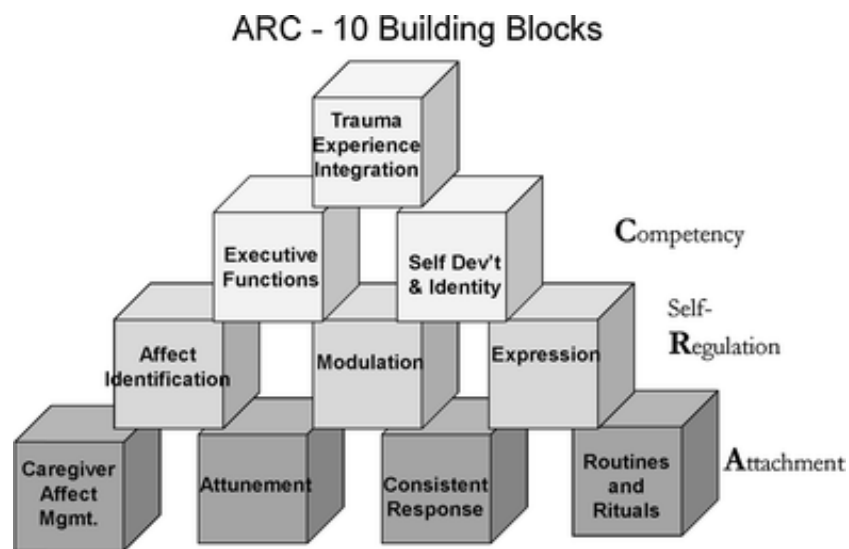 ARC - 10 Building Blocks
Trauma
Experience
Integration
Executive
Functions
Self Dev't
& Identity
Competency
Affect
Identification
Modulation
Expression
Self-
Regulation
Caregiver
Affect
Mgmt.
Attunement
Consistent
Response
Routines
and
Rituals
Attachment